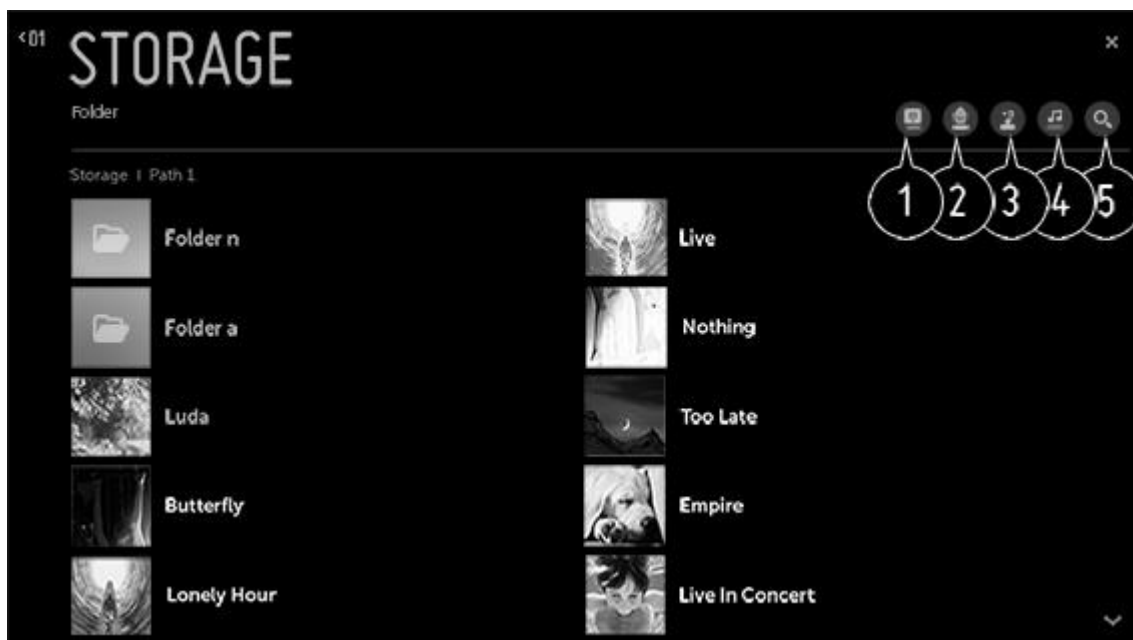 <01
STORAGE
Folder
1 2 3 4 5
Storage | Path 1
Folder n
Live
Folder a
Nothing
Luda
Too Late
Butterfly
Empire
Lonely Hour
Live In Concert